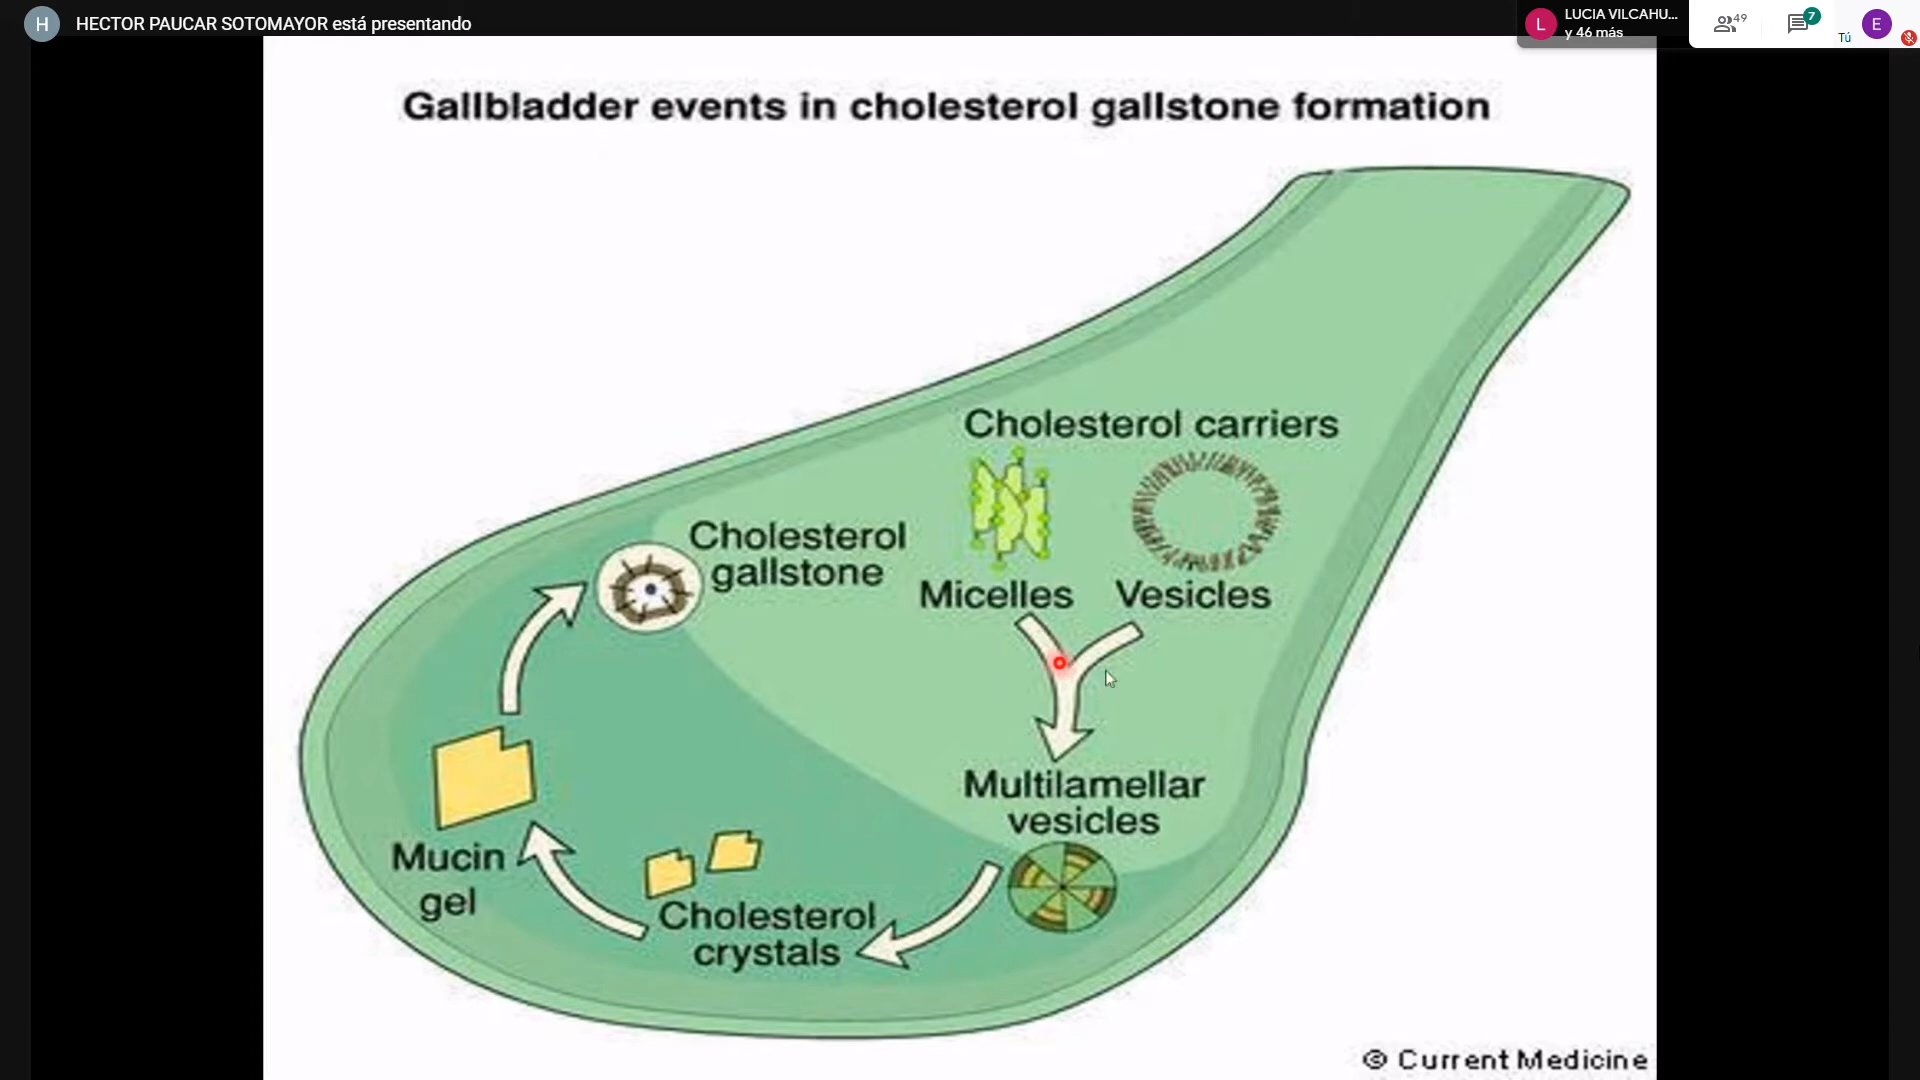 H
HECTOR PAUCAR SOTOMAYOR está presentando
L
LUCIA VILCAHU...
y 46 más
49
7
Tú
E
Gallbladder events in cholesterol gallstone formation
Cholesterol carriers
Micelles
Vesicles
Cholesterol
gallstone
Multilamellar
vesicles
Mucin
gel
Cholesterol
crystals
© Current Medicine